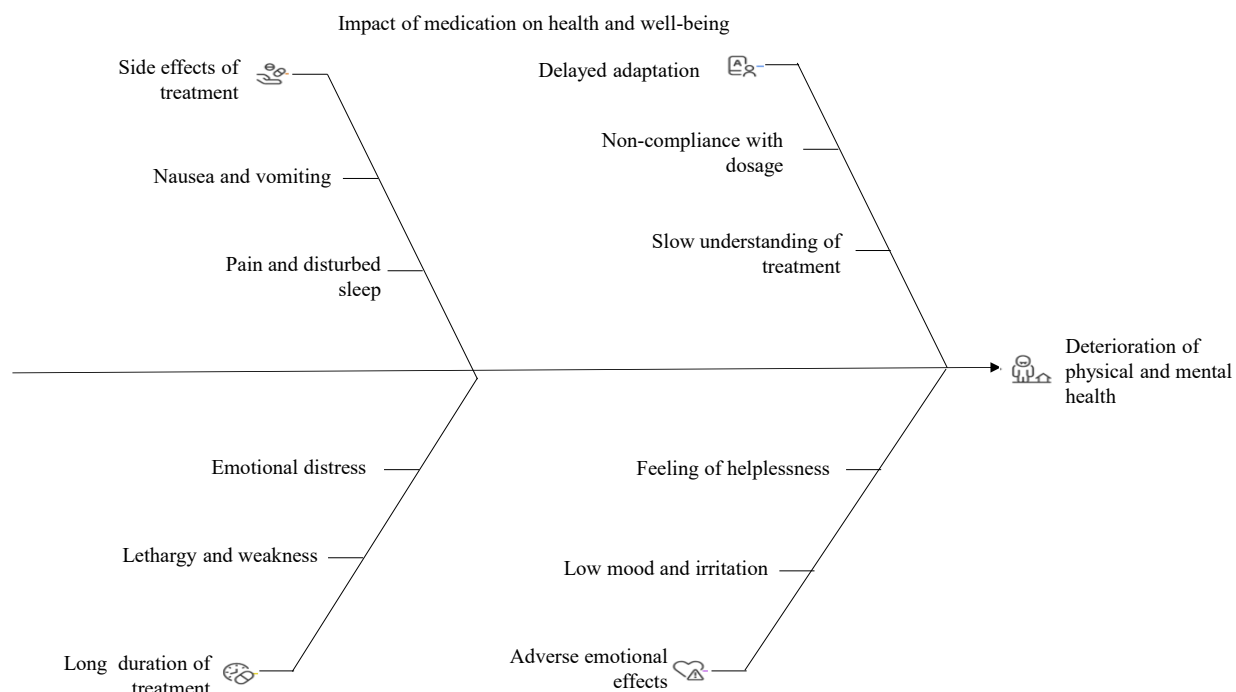 Impact of medication on health and well-being
Side effects of
treatment
Nausea and vomiting
Pain and disturbed
sleep
Delayed adaptation
A
Non-compliance with
dosage
Slow understanding of
treatment
Deterioration of
physical and mental
health
Emotional distress
Lethargy and weakness
Long duration of
treatment
Feeling of helplessness
Low mood and irritation
Adverse emotional
effects